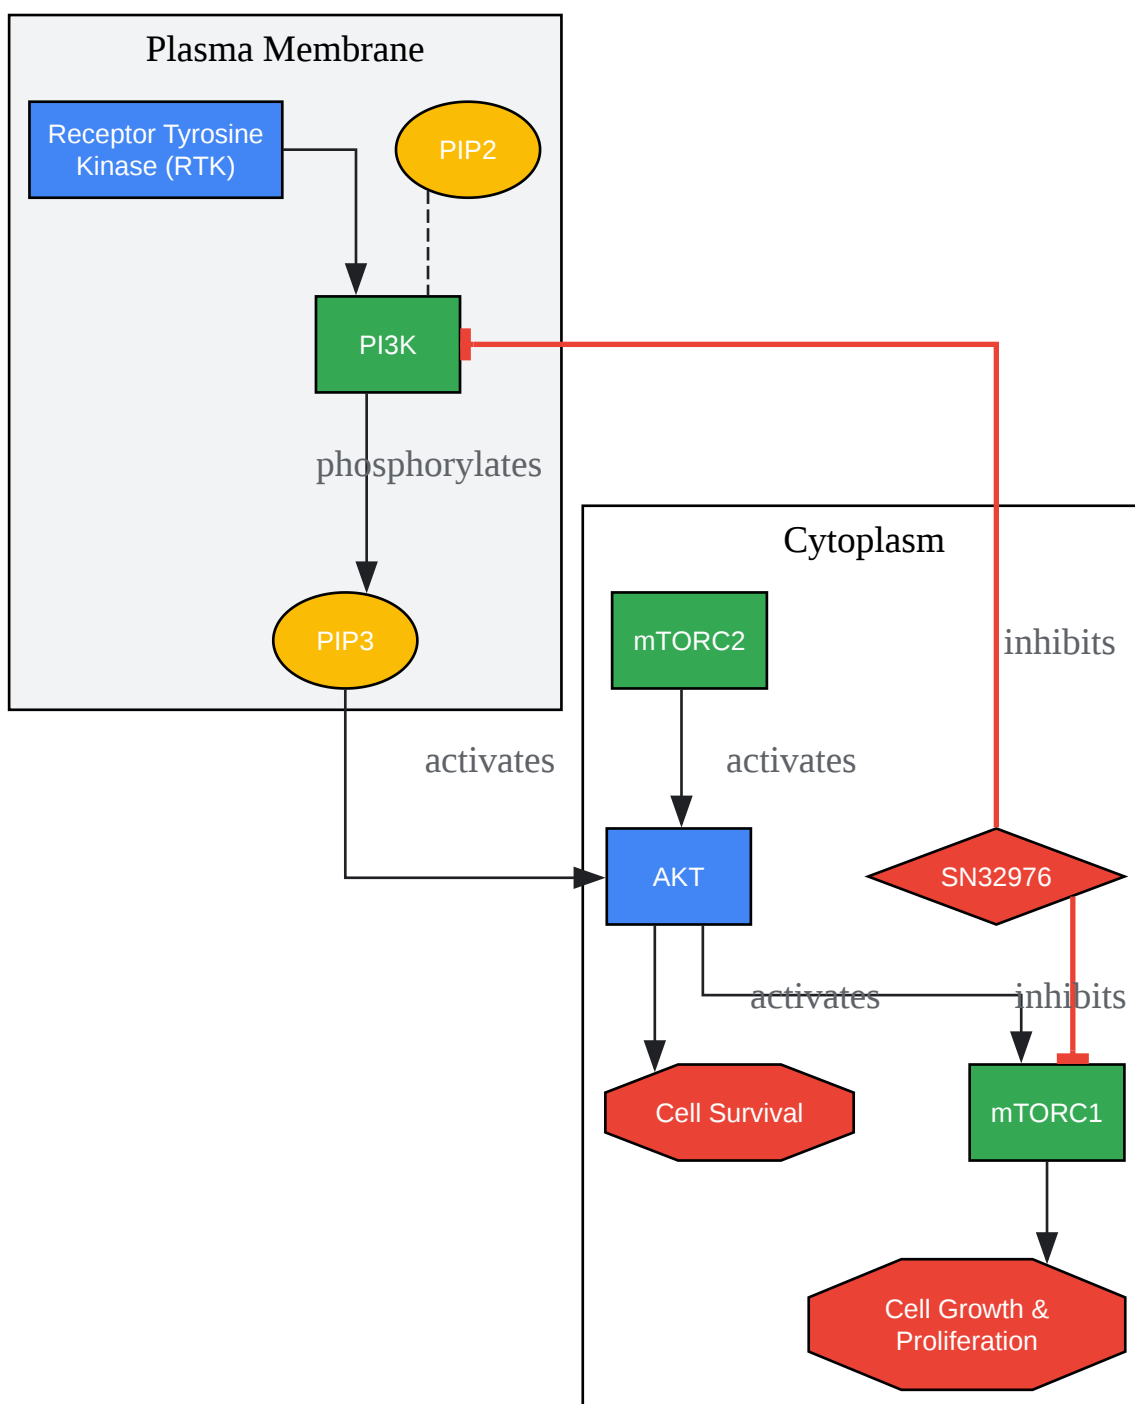 Plasma Membrane
Receptor Tyrosine
Kinase (RTK)
PIP2
PI3K
phosphorylates
PIP3
activates
Cytoplasm
mTORC2
inhibits
activates
AKT
SN32976
activates
inhibits
Cell Survival
mTORC1
Cell Growth &
Proliferation